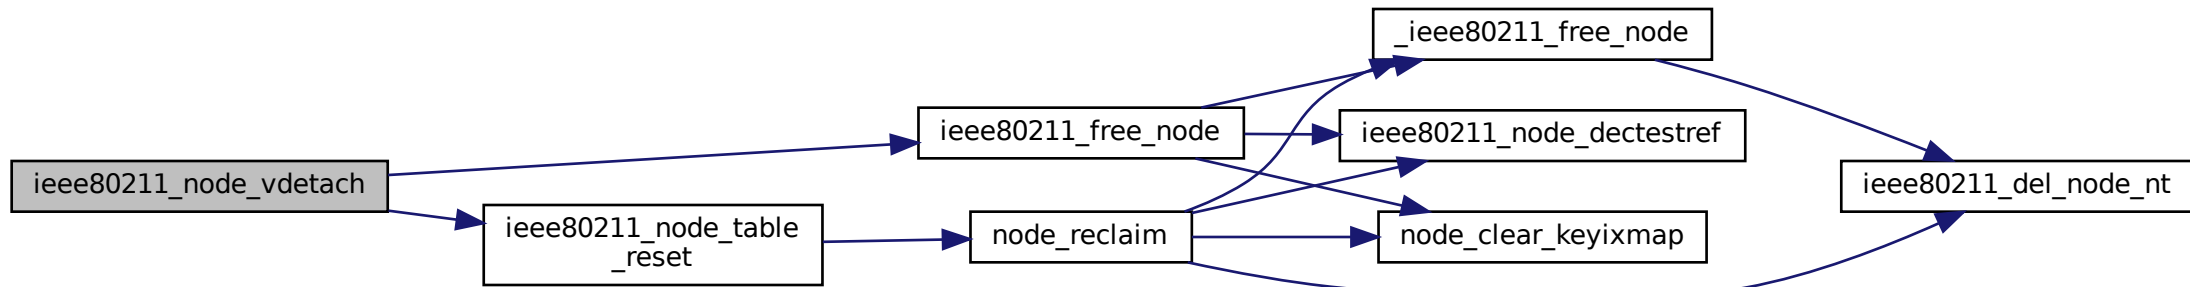 _ieee80211_free_node
ieee80211_free_node
ieee80211_node_dectestref
ieee80211_node_vdetach
ieee80211_del_node_nt
ieee80211_node_table
_reset
node_reclaim
node_clear_keyixmap